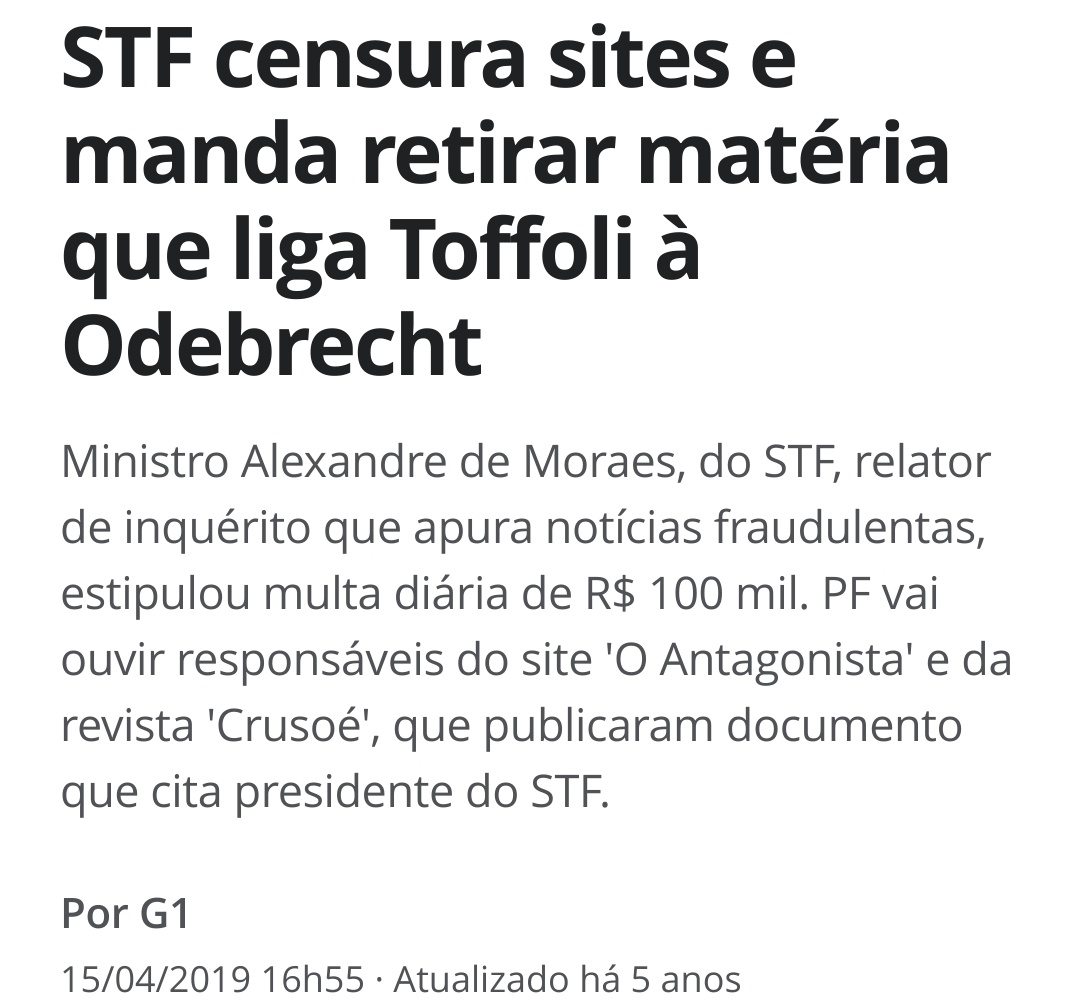 STF censura sites e
manda retirar matéria
que liga Toffoli à
Odebrecht
Ministro Alexandre de Moraes, do STF, relator
de inquérito que apura notícias fraudulentas,
estipulou multa diária de R$ 100 mil. PF vai
ouvir responsáveis do site 'O Antagonista' e da
revista 'Crusoé', que publicaram documento
que cita presidente do STF.
Por G1
15/04/2019 16h55 · Atualizado há 5 anos